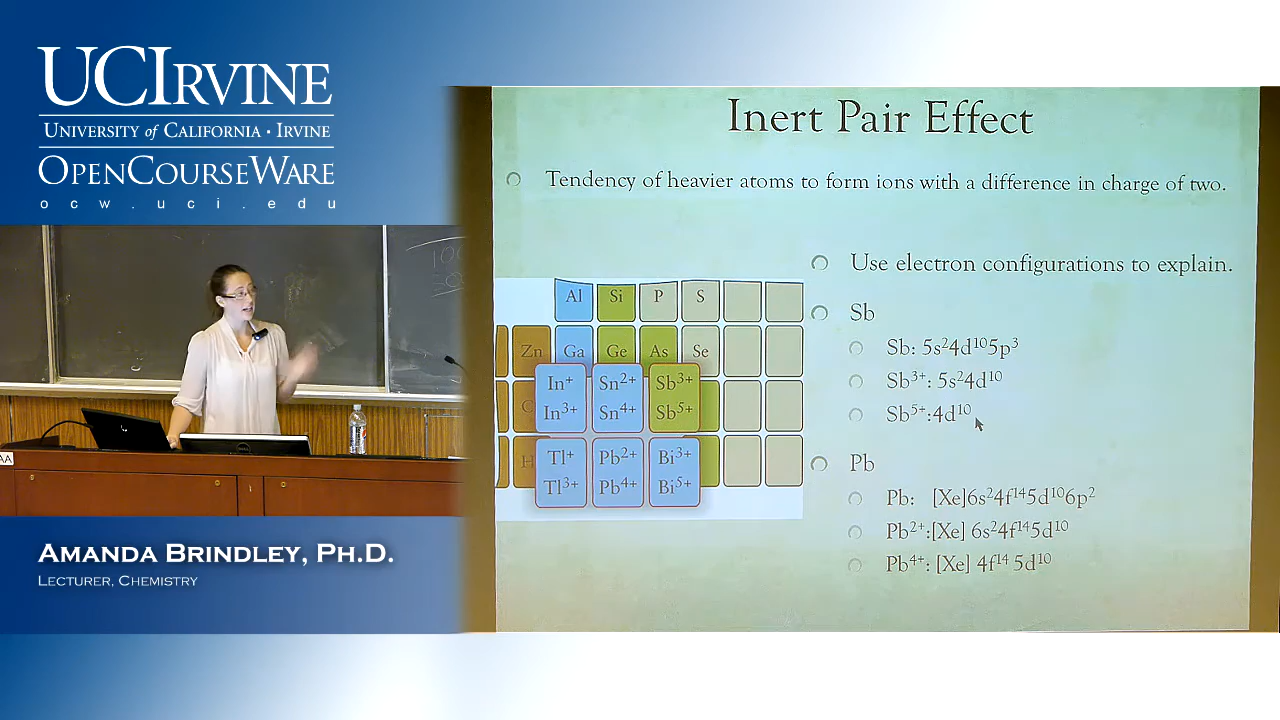 UCIRVINE
UNIVERSITY of CALIFORNIA · IRVINE
OPENCOURSEWARE
ocw.uci.edu
AA
AMANDA BRINDLEY, PH.D.
LECTURER, CHEMISTRY
Inert Pair Effect
Tendency of heavier atoms to form ions with a difference in charge of two.
Al Si P S
Zn Ga Ge As Se
In⁺ Sn²⁺ Sb³⁺
In³⁺ Sn⁴⁺ Sb⁵⁺
Tl⁺ Pb²⁺ Bi³⁺
Tl³⁺ Pb⁴⁺ Bi⁵⁺
Use electron configurations to explain.
Sb
Sb: 5s²4d¹⁰5p³
Sb³⁺: 5s²4d¹⁰
Sb⁵⁺:4d¹⁰
Pb
Pb: [Xe]6s²4f¹⁴5d¹⁰6p²
Pb²⁺:[Xe] 6s²4f¹⁴5d¹⁰
Pb⁴⁺: [Xe] 4f¹⁴ 5d¹⁰